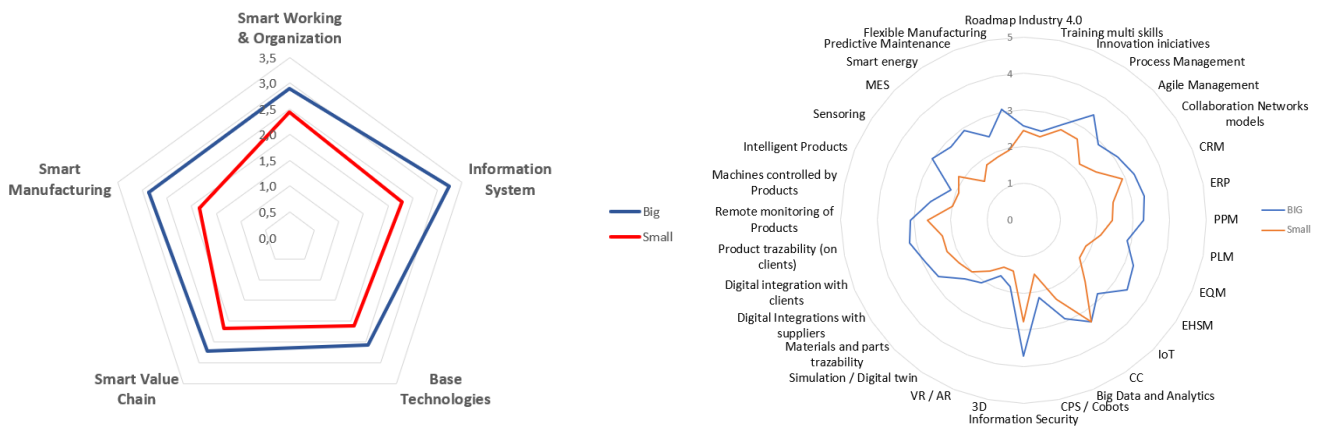 Smart Working
& Organization
3,5
3,0
2,5
2,0
1,5
1,0
0,5
0,0
Information
System
Base
Technologies
Smart Value
Chain
Smart
Manufacturing
Big
Small
Roadmap Industry 4.0
Training multi skills
Innovation iniciatives
Process Management
Agile Management
Collaboration Networks
models
CRM
ERP
PPM
PLM
EQM
EHSM
IoT
CC
Big Data and Analytics
CPS / Cobots
Information Security
3D
VR / AR
Simulation / Digital twin
Materials and parts
trazability
Digital Integrations with
suppliers
Digital integration with
clients
Product trazability (on
clients)
Remote monitoring of
Products
Machines controlled by
Products
Intelligent Products
Sensoring
MES
Smart energy
Predictive Maintenance
Flexible Manufacturing
5
4
3
2
1
0
BIG
Small